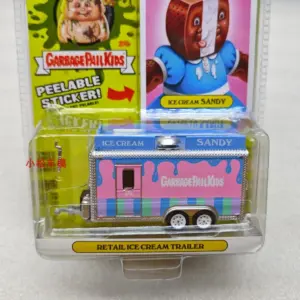 GARBAGE PAIL KIDS
PEELABLE
STICKER!
ICE CREAM SANDY
ICE CREAM
SANDY
GARBAGE PAIL KIDS
RETAIL ICE CREAM TRAILER